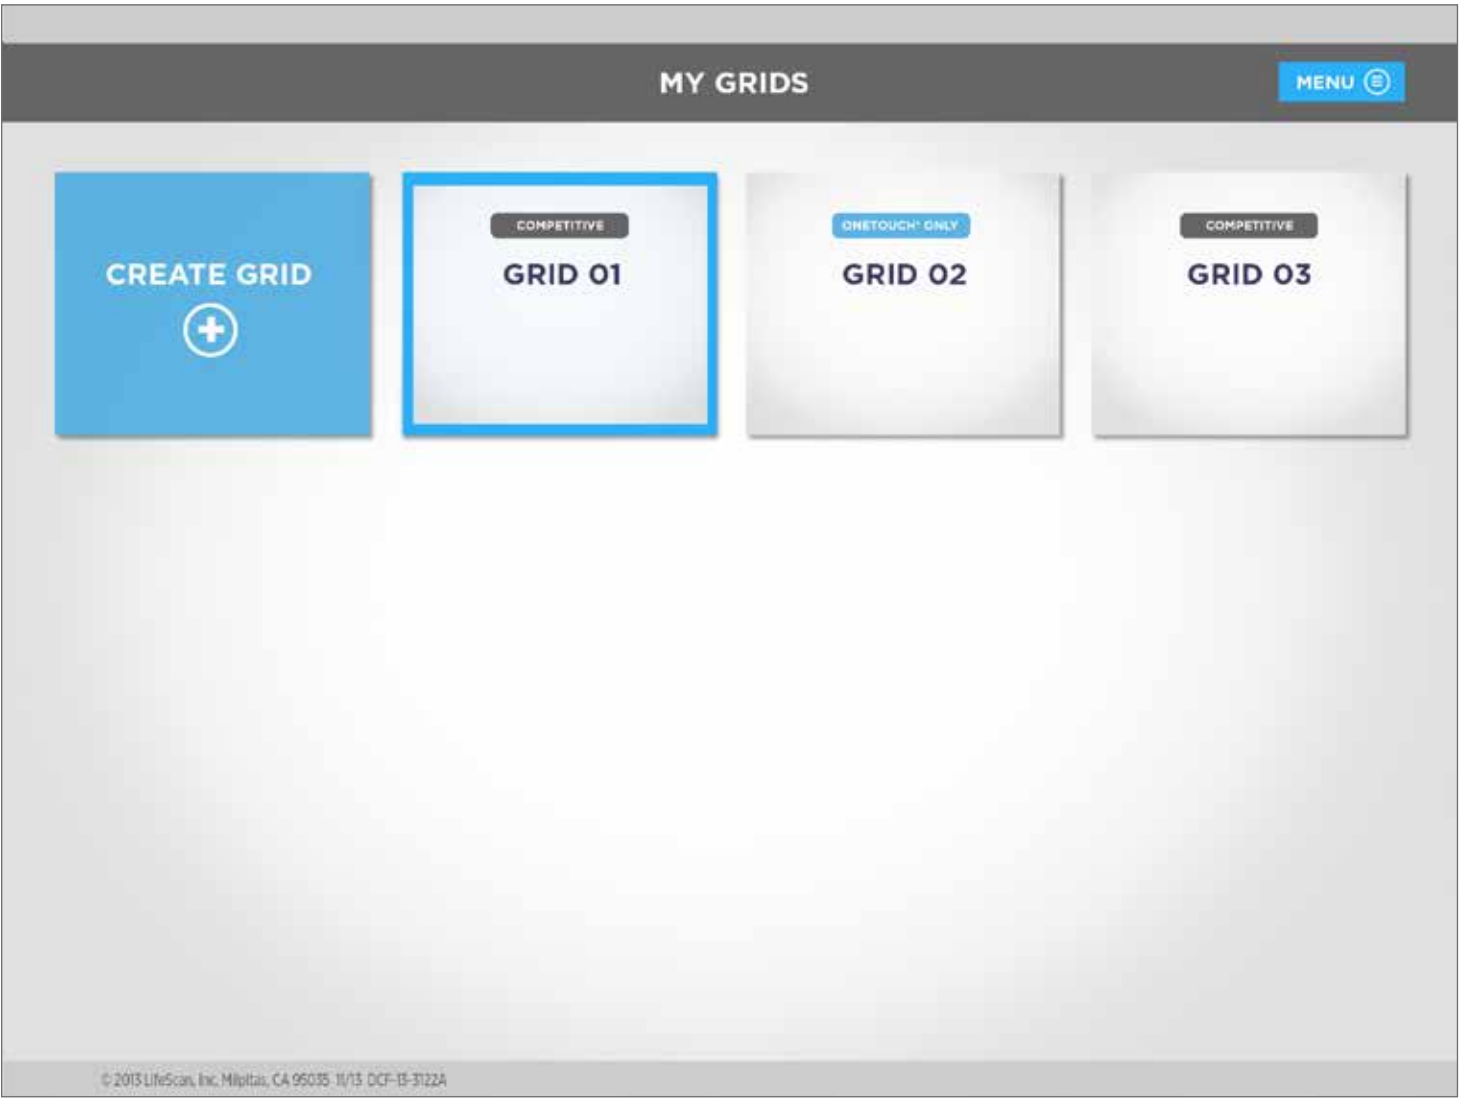 MY GRIDS
MENU
CREATE GRID
COMPETITIVE
GRID 01
ONETOUCH® ONLY
GRID 02
COMPETITIVE
GRID 03
© 2013 LifeScan, Inc. Milpitas, CA 95035 11/13 DCF-13-3122A